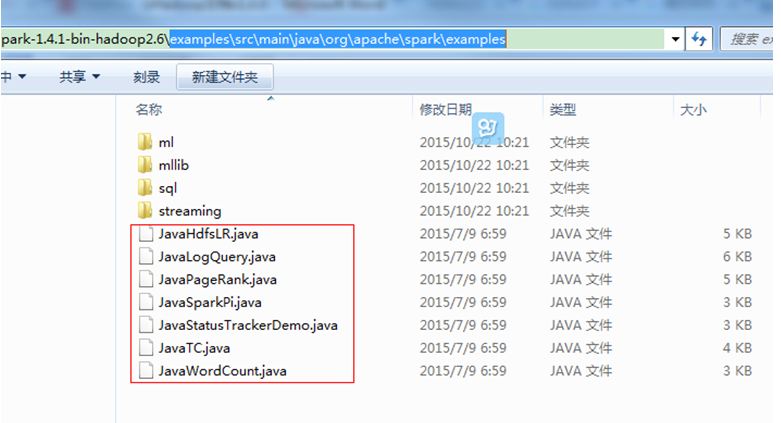 park-1.4.1-bin-hadoop2.6\examples\src\main\java\org\apache\spark\examples 搜索 ex
中 共享 刻录 新建文件夹
名称 修改日期 类型 大小
ml 2015/10/22 10:21 文件夹
mllib 2015/10/22 10:21 文件夹
sql 2015/10/22 10:21 文件夹
streaming 2015/10/22 10:21 文件夹
JavaHdfsLR.java 2015/7/9 6:59 JAVA 文件 5 KB
JavaLogQuery.java 2015/7/9 6:59 JAVA 文件 6 KB
JavaPageRank.java 2015/7/9 6:59 JAVA 文件 5 KB
JavaSparkPi.java 2015/7/9 6:59 JAVA 文件 3 KB
JavaStatusTrackerDemo.java 2015/7/9 6:59 JAVA 文件 3 KB
JavaTC.java 2015/7/9 6:59 JAVA 文件 4 KB
JavaWordCount.java 2015/7/9 6:59 JAVA 文件 3 KB